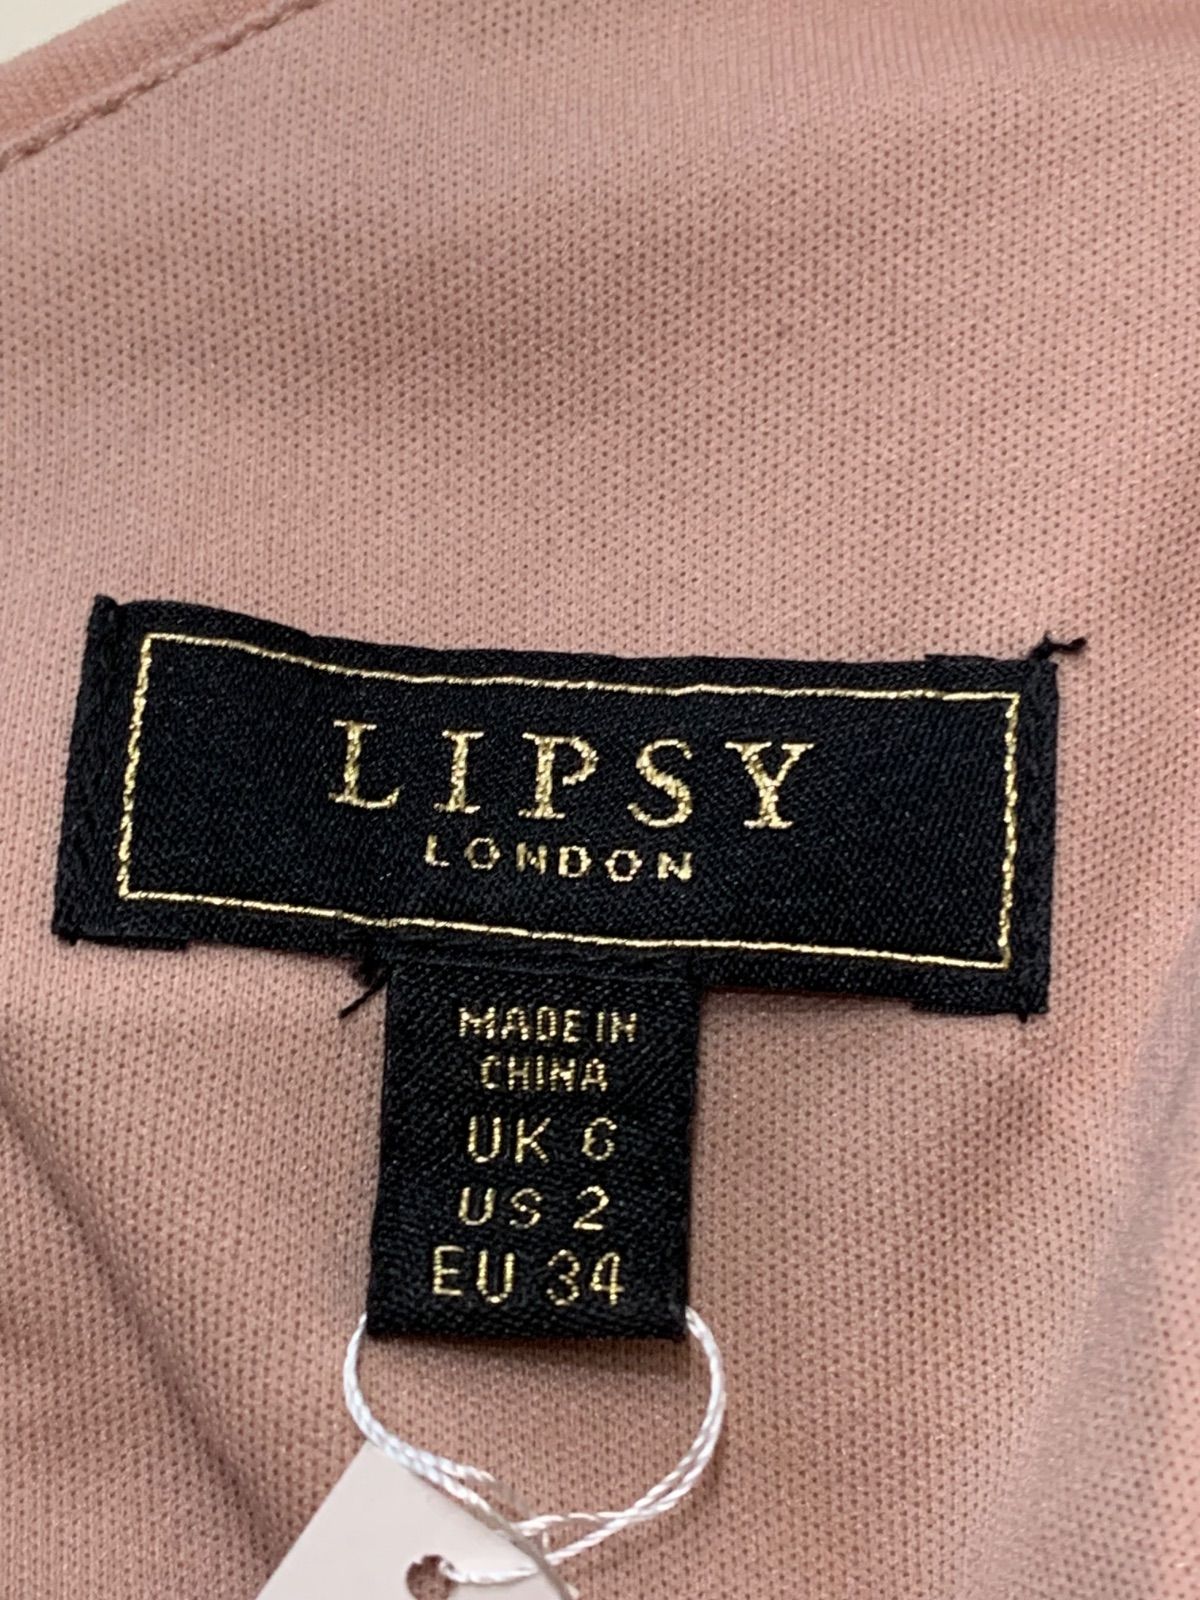 LIPSY
LONDON
MADE IN
CHINA
UK 6
US 2
EU 34